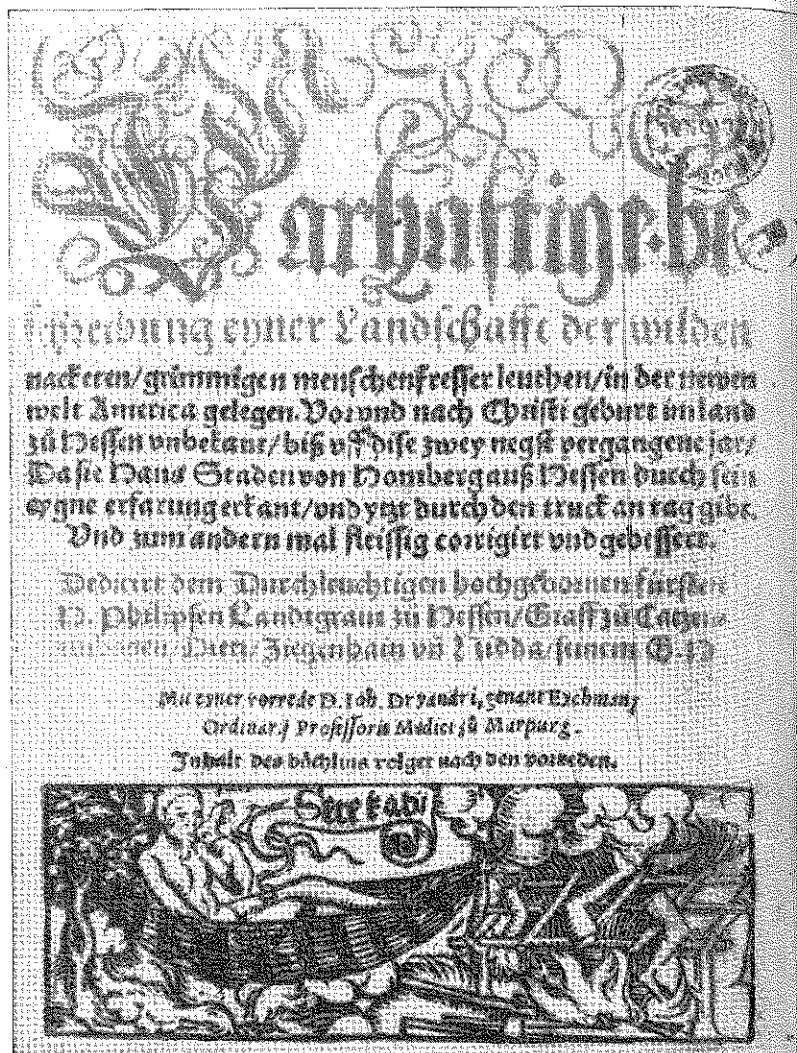 Warhafftige·be
schreibung eyner Landschafft der wilden
nacketen/grimmigen menschenfresser leuthen/in der newen
welt America gelegen. Vor vnd nach Christi geburt im land
zů Hessen vnbekant/biß vff dise zwey negst vergangene jar/
Da sie Hans Staden von Homberg auß Hessen durch sein
eygne erfarung erkant/vnd yetzt durch den truck an tag gibt.
Vnd zum andern mal fleissig corrigirt vnd gebessert.
Dedicirt dem Durchleuchtigen hochgebornen fürsten
H. Philipsen Landtgraff zů Hessen/Graff zů Catzen
Dietz/Ziegenhain vñ Nidda/seinem G. H
Mit eyner vorrede D. Joh. Dryandri, genant Eychman,
Ordinarj Professoris Medici zů Marpurg.
Inhalt des bůchlins volget nach den vorreden.
Sete kabi